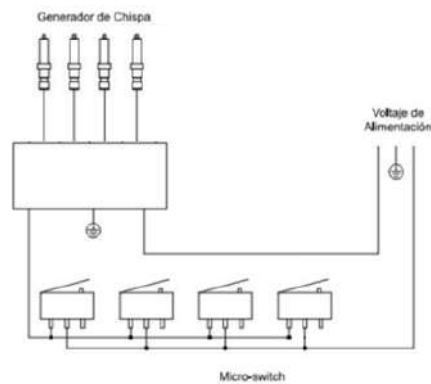 Generador de Chispa
Voltaje de
Alimentación
Micro-switch